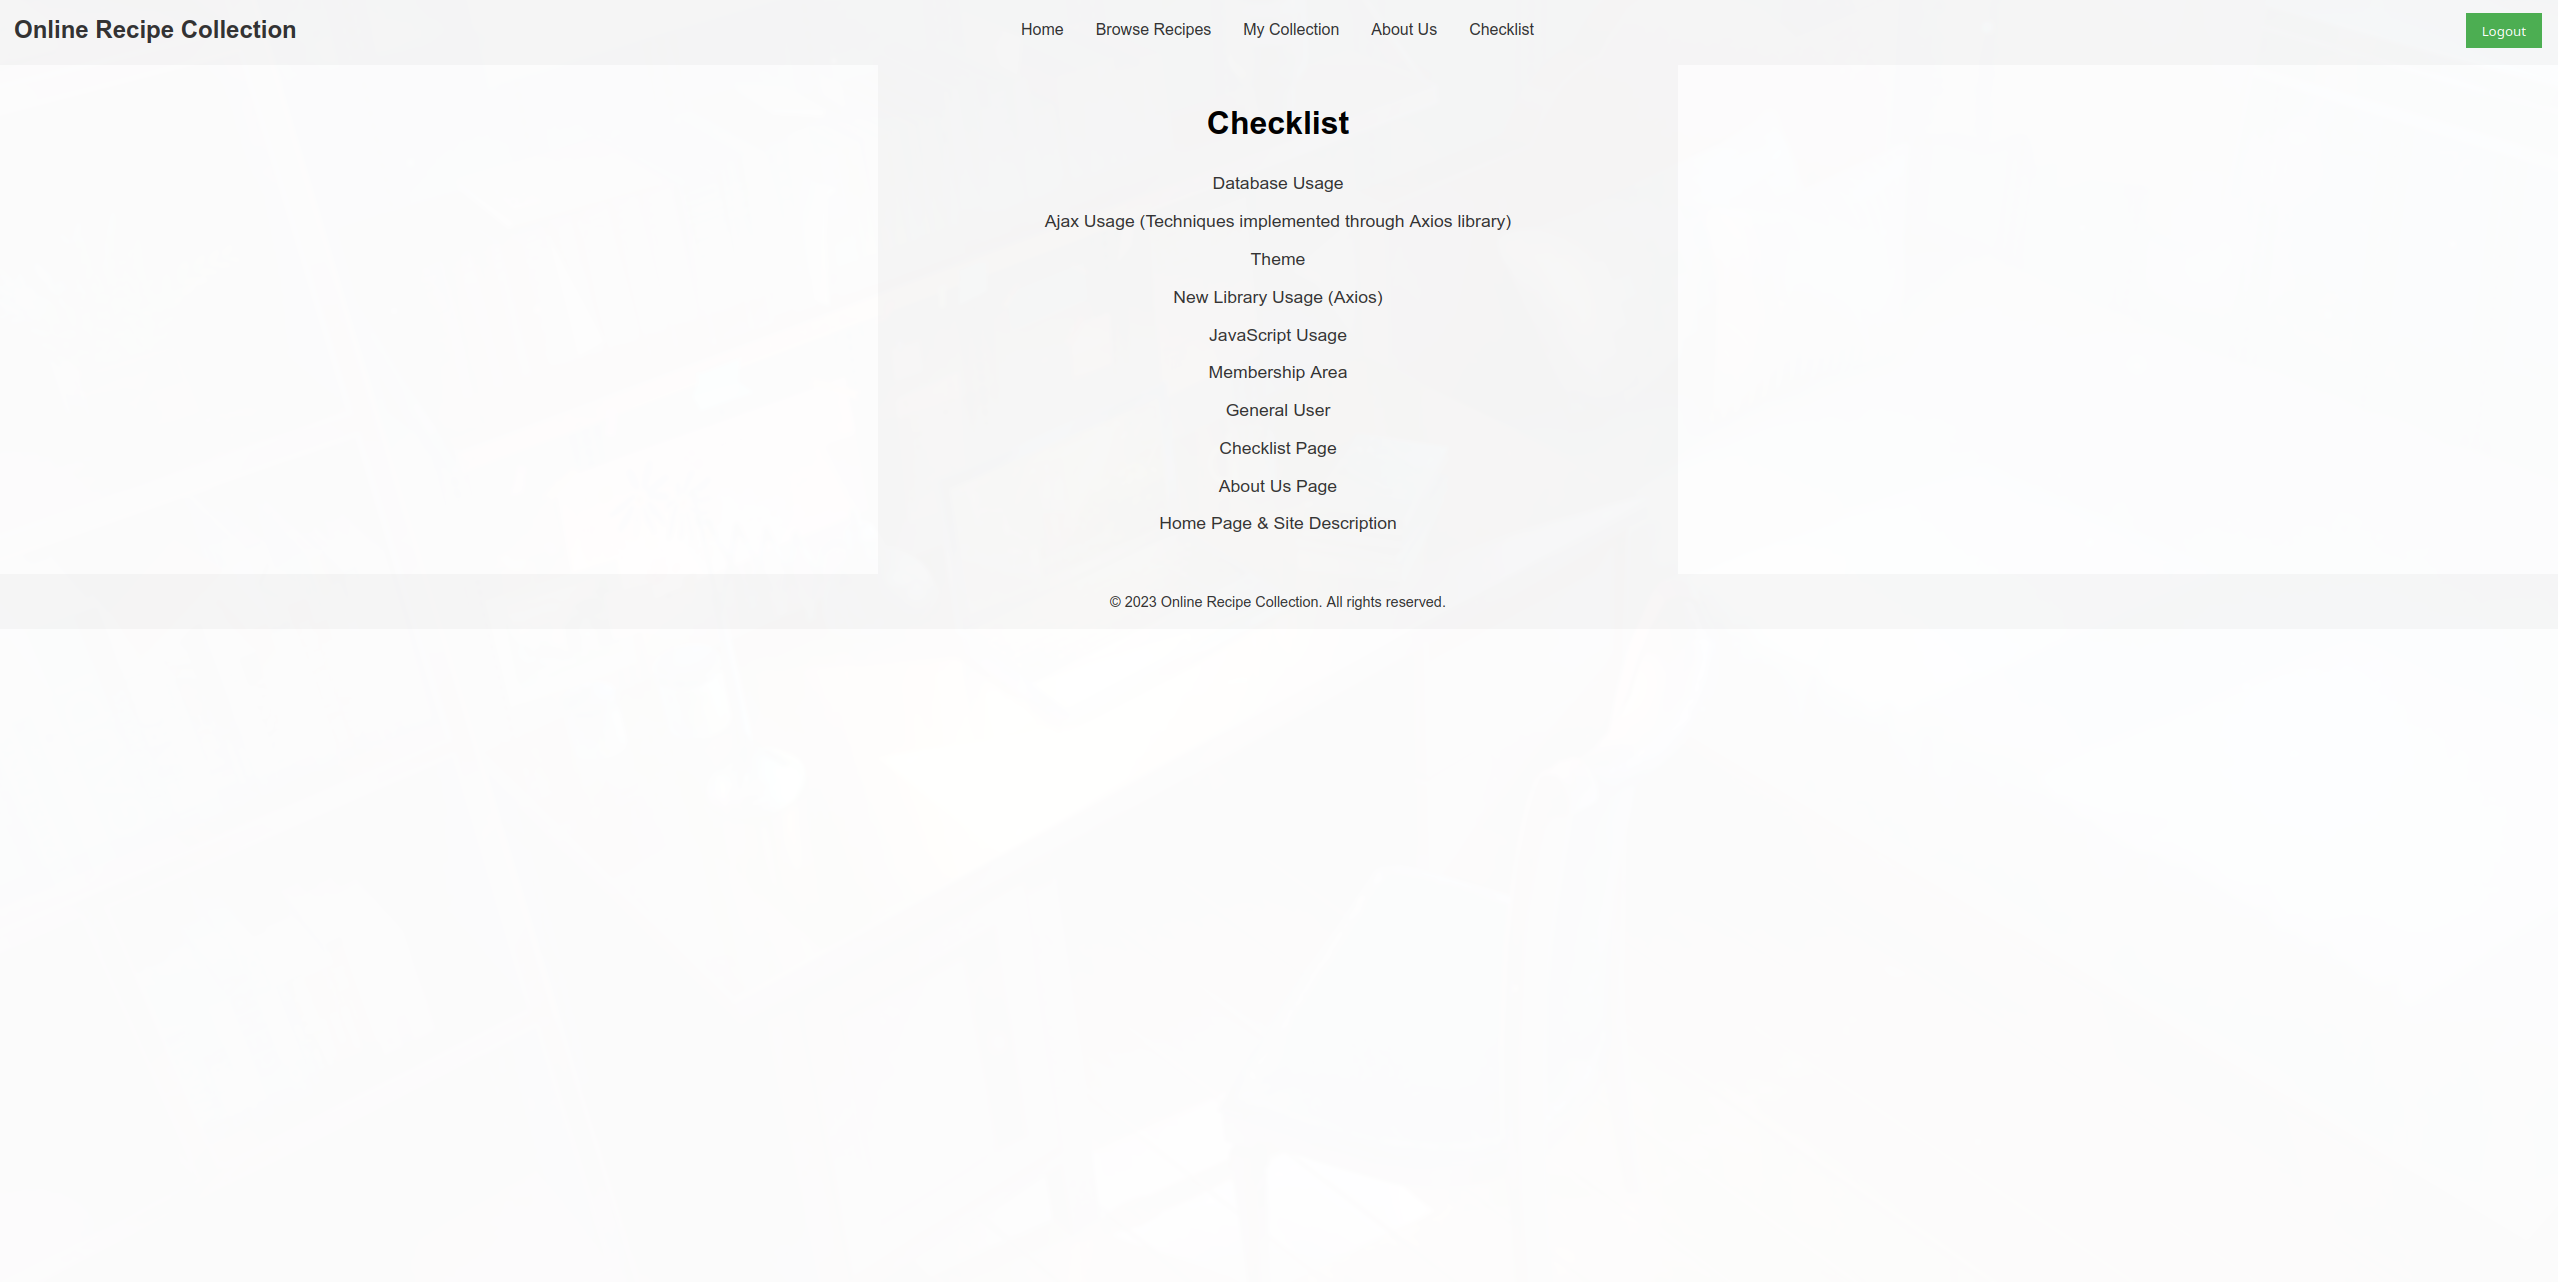 Online Recipe Collection
Home Browse Recipes My Collection About Us Checklist
Logout
Checklist
Database Usage
Ajax Usage (Techniques implemented through Axios library)
Theme
New Library Usage (Axios)
JavaScript Usage
Membership Area
General User
Checklist Page
About Us Page
Home Page & Site Description
© 2023 Online Recipe Collection. All rights reserved.